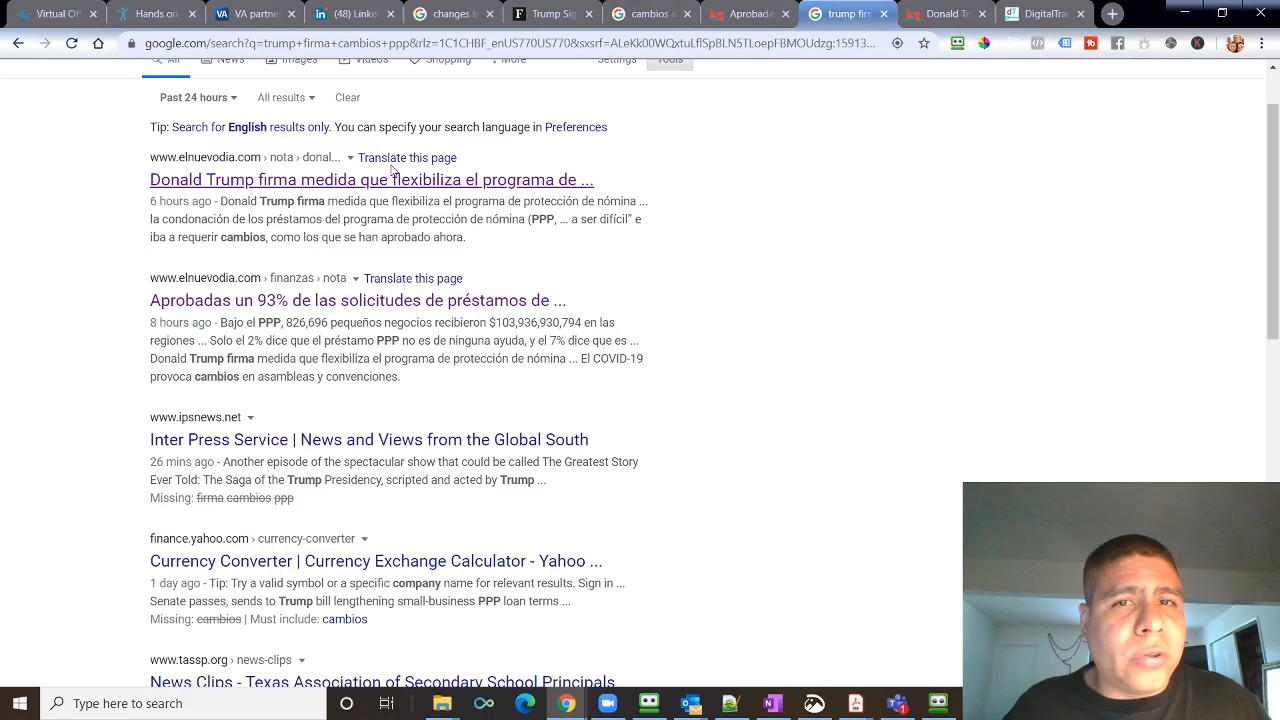 Virtual Off
Hands on
VA partne
(48) Linke
changes t
Trump Sig
cambios a
Aprobada
trump fir
Donald Tr
DigitalTra
google.com/search?q=trump+firma+cambios+ppp&rlz=1C1CHBF_enUS770US770&sxsrf=ALeKk00WQxtuLflSpBLN5TLoepFBMOUdzg:15913...
All
News
Images
Videos
Shopping
More
Settings
Tools
Past 24 hours
All results
Clear
Tip: Search for English results only. You can specify your search language in Preferences
www.elnuevodia.com › nota › donal... Translate this page
Donald Trump firma medida que flexibiliza el programa de ...
6 hours ago - Donald Trump firma medida que flexibiliza el programa de protección de nómina ...
la condonación de los préstamos del programa de protección de nómina (PPP, ... a ser difícil” e
iba a requerir cambios, como los que se han aprobado ahora.
www.elnuevodia.com › finanzas › nota Translate this page
Aprobadas un 93% de las solicitudes de préstamos de ...
8 hours ago - Bajo el PPP, 826,696 pequeños negocios recibieron $103,936,930,794 en las
regiones ... Solo el 2% dice que el préstamo PPP no es de ninguna ayuda, y el 7% dice que es ...
Donald Trump firma medida que flexibiliza el programa de protección de nómina ... El COVID-19
provoca cambios en asambleas y convenciones.
www.ipsnews.net
Inter Press Service | News and Views from the Global South
26 mins ago - Another episode of the spectacular show that could be called The Greatest Story
Ever Told: The Saga of the Trump Presidency, scripted and acted by Trump ...
Missing: firma cambios ppp
finance.yahoo.com › currency-converter
Currency Converter | Currency Exchange Calculator - Yahoo ...
1 day ago - Tip: Try a valid symbol or a specific company name for relevant results. Sign in ...
Senate passes, sends to Trump bill lengthening small-business PPP loan terms ...
Missing: cambios | Must include: cambios
www.tassp.org › news-clips
News Clips - Texas Association of Secondary School Principals
Type here to search